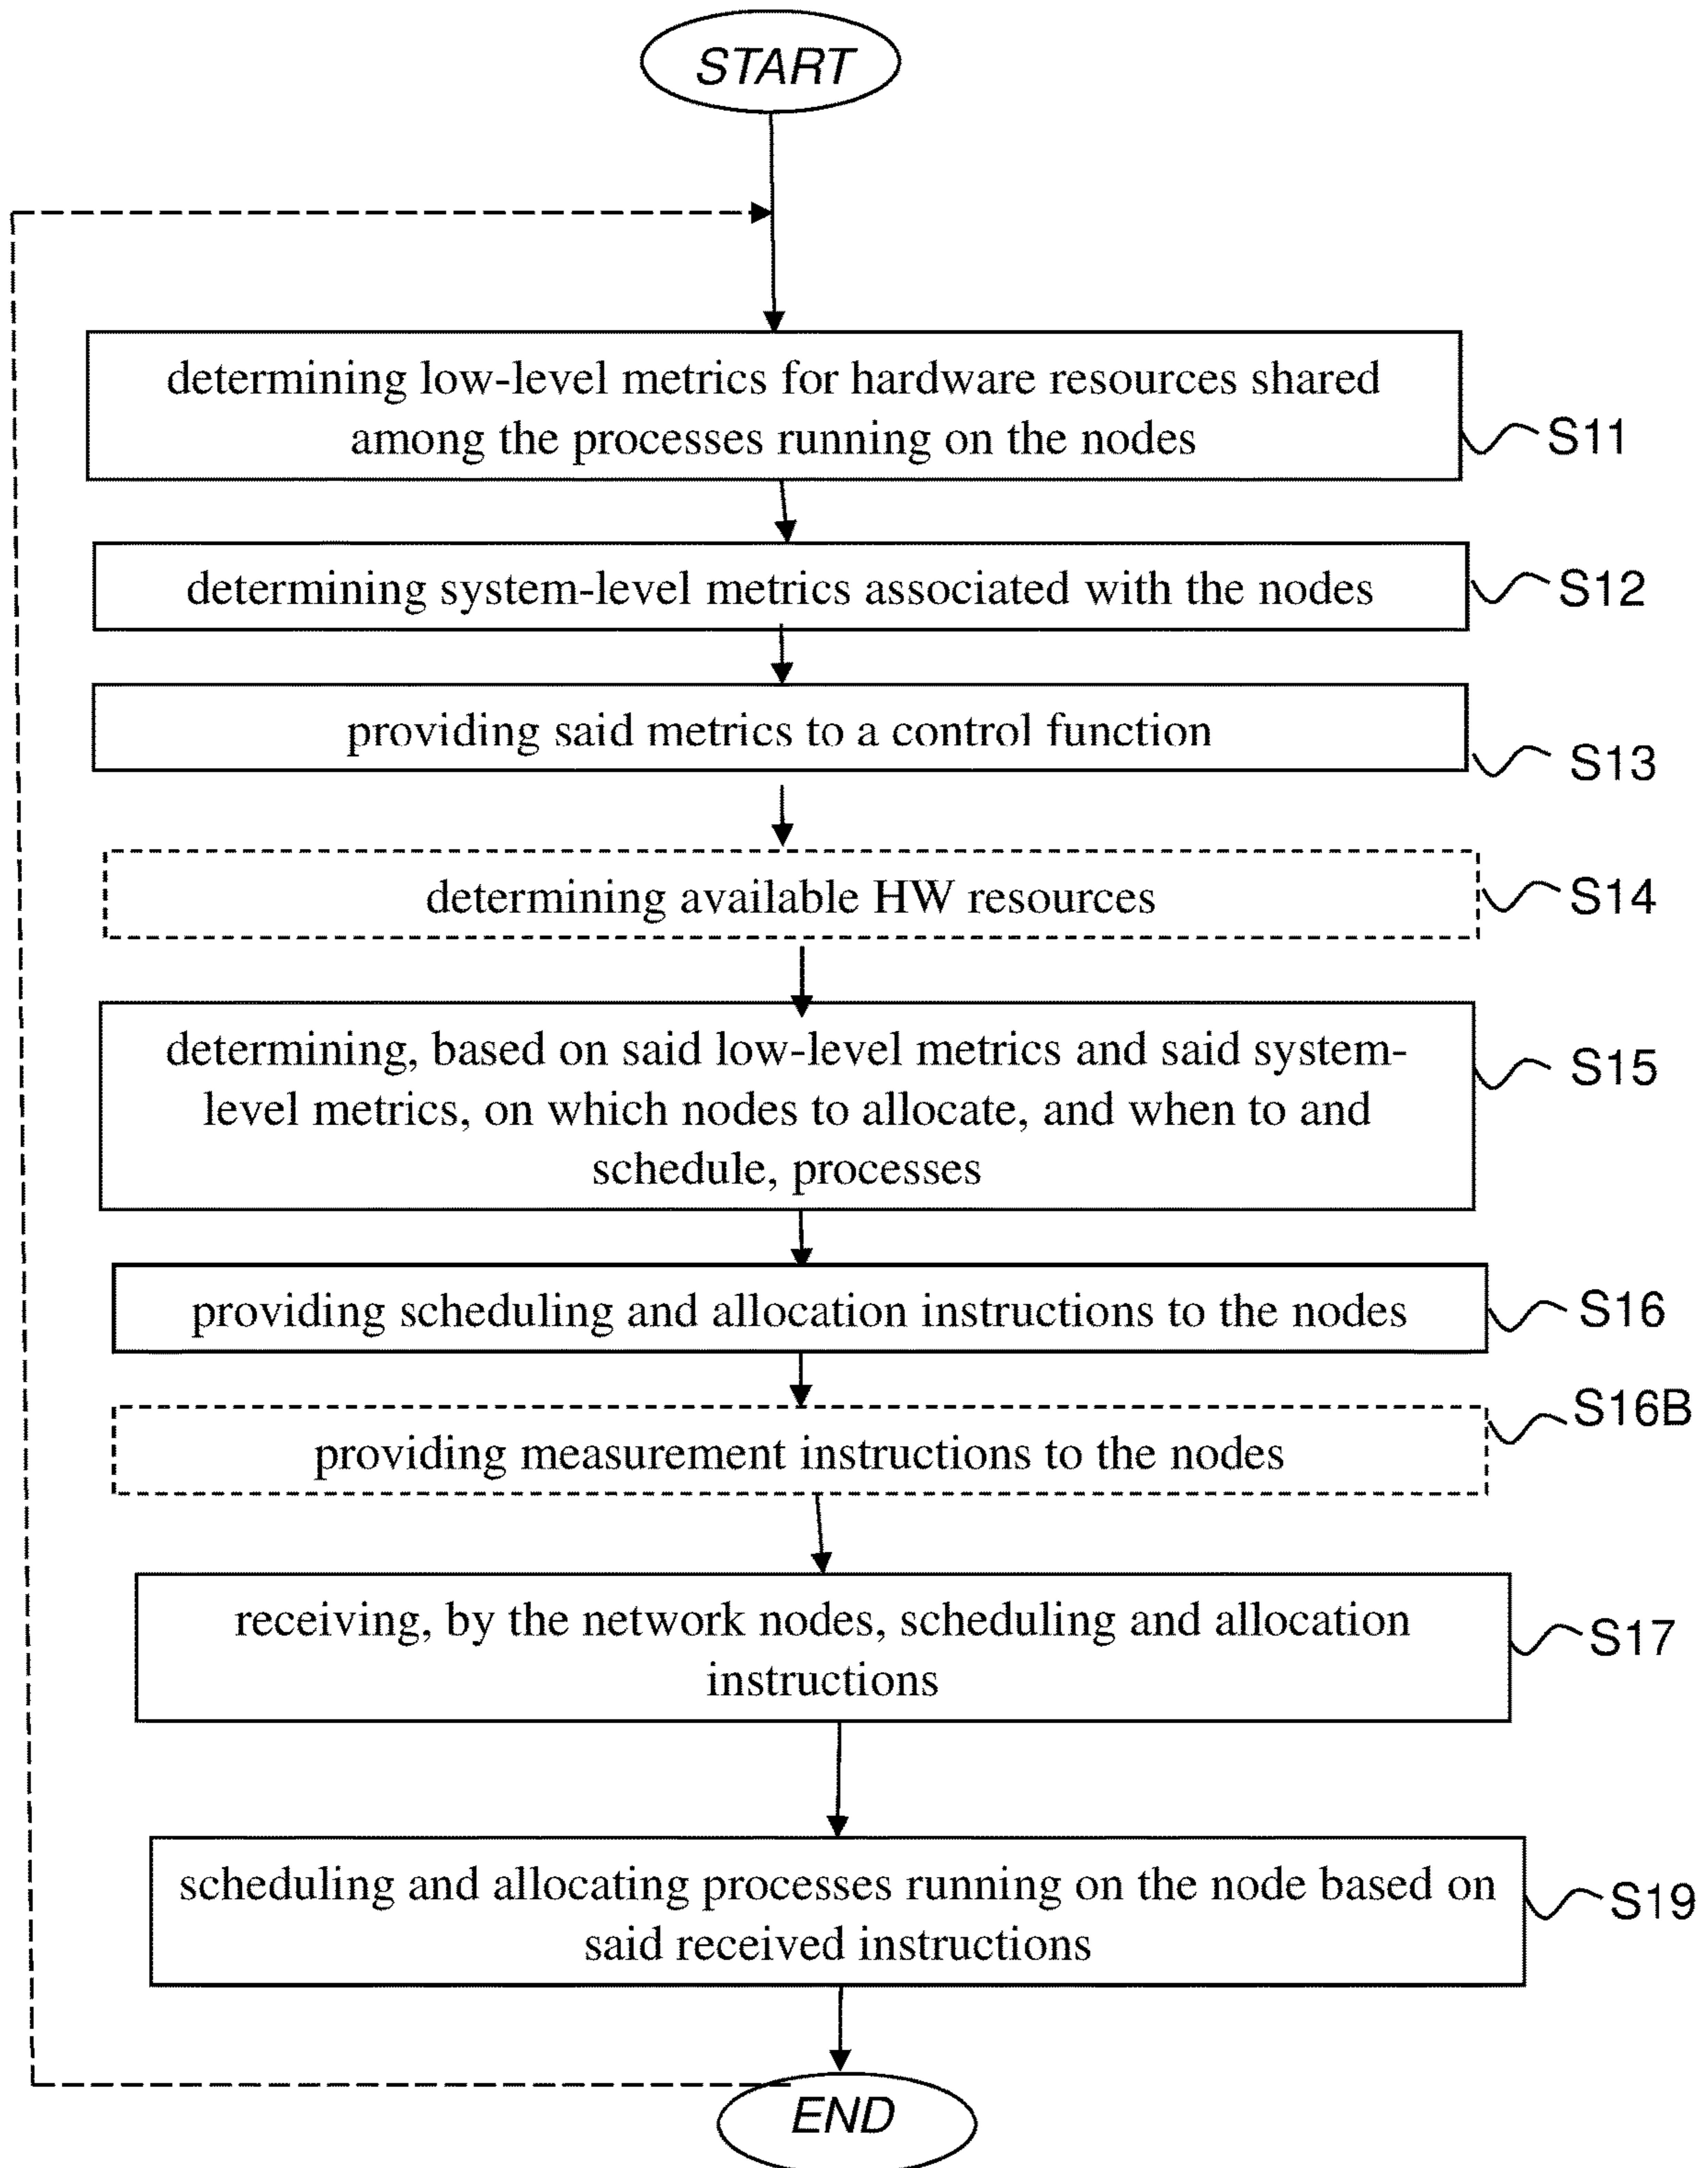 START
determining low-level metrics for hardware resources shared
among the processes running on the nodes
S11
determining system-level metrics associated with the nodes
S12
providing said metrics to a control function
S13
determining available HW resources
S14
determining, based on said low-level metrics and said system-
level metrics, on which nodes to allocate, and when to and
schedule, processes
S15
providing scheduling and allocation instructions to the nodes
S16
providing measurement instructions to the nodes
S16B
receiving, by the network nodes, scheduling and allocation
instructions
S17
scheduling and allocating processes running on the node based on
said received instructions
S19
END